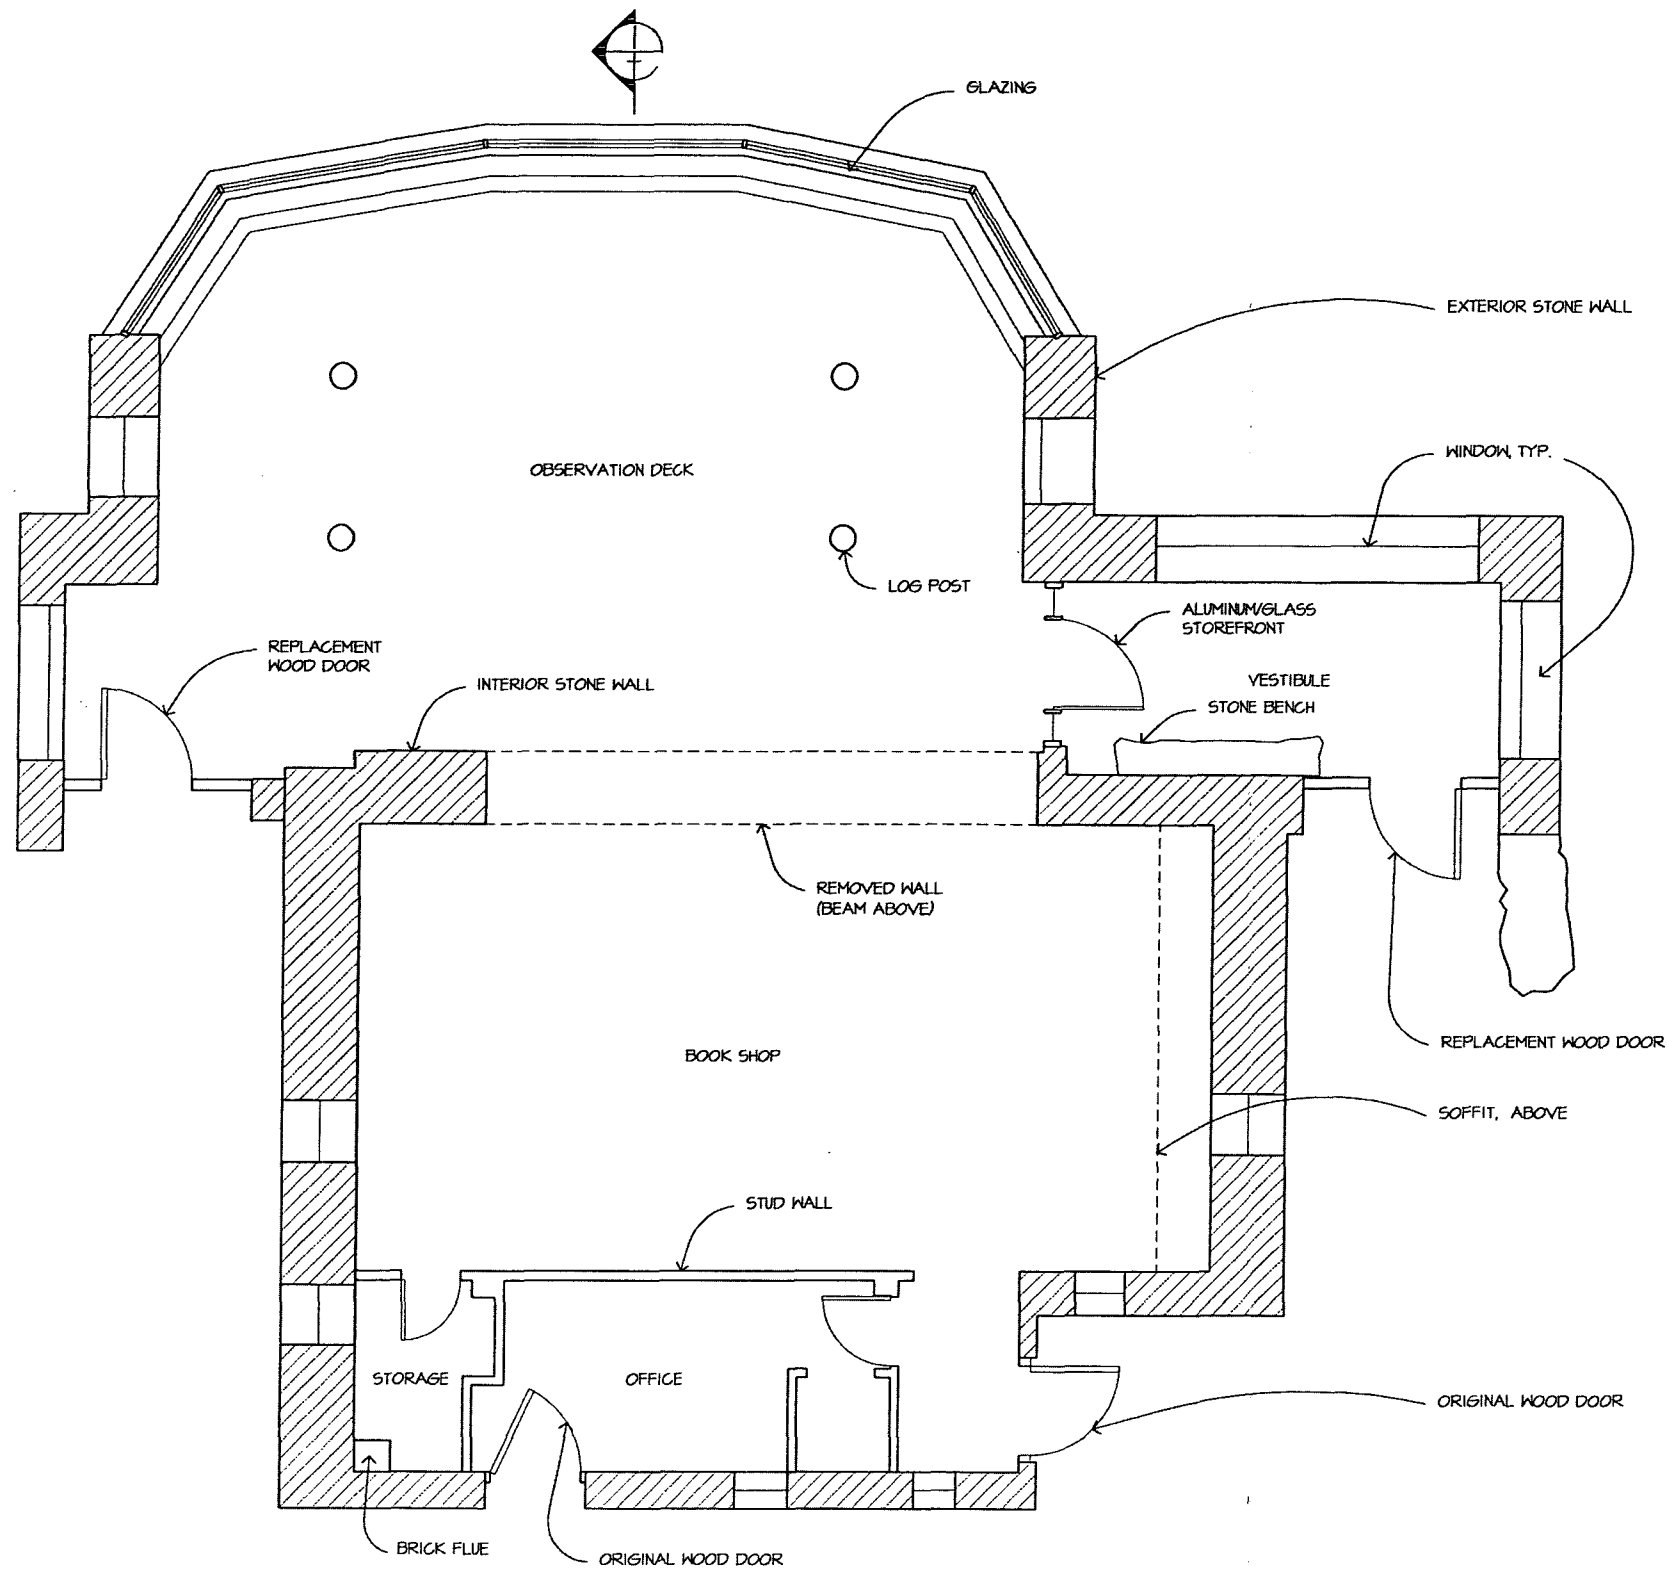 GLAZING
EXTERIOR STONE WALL
WINDOW, TYP.
OBSERVATION DECK
LOG POST
ALUMINUM/GLASS
STOREFRONT
REPLACEMENT
WOOD DOOR
INTERIOR STONE WALL
VESTIBULE
STONE BENCH
REMOVED WALL
(BEAM ABOVE)
REPLACEMENT WOOD DOOR
BOOK SHOP
SOFFIT, ABOVE
STUD WALL
STORAGE
OFFICE
ORIGINAL WOOD DOOR
BRICK FLUE
ORIGINAL WOOD DOOR